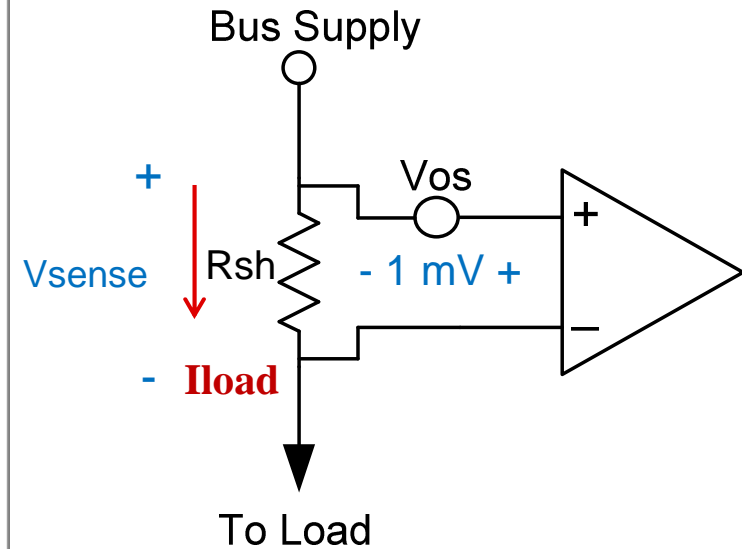 Bus Supply
+
Vos
+
Vsense
Rsh
- 1 mV +
–
- Iload
To Load